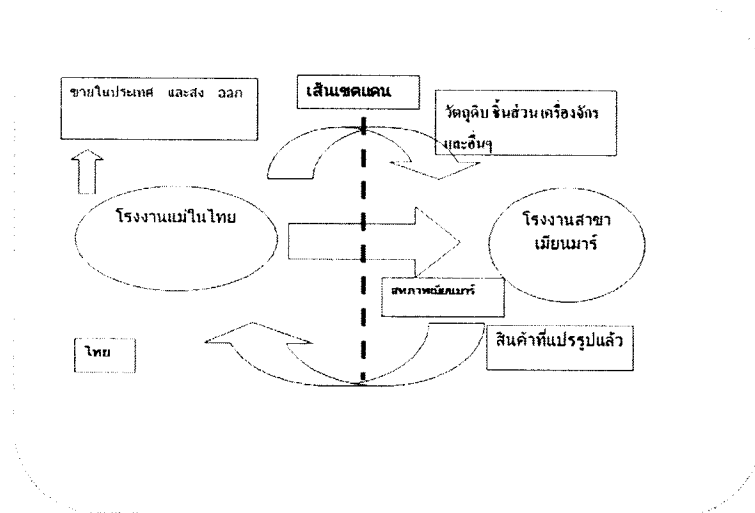 ขายในประเทศ และส่ง ออก
เส้นเขตแดน
วัตถุดิบ ชิ้นส่วน เครื่องจักร
และอื่นๆ
โรงงานแม่ในไทย
โรงงานสาขา
เมียนมาร์
สหภาพเมียนมาร์
ไทย
สินค้าที่แปรรูปแล้ว